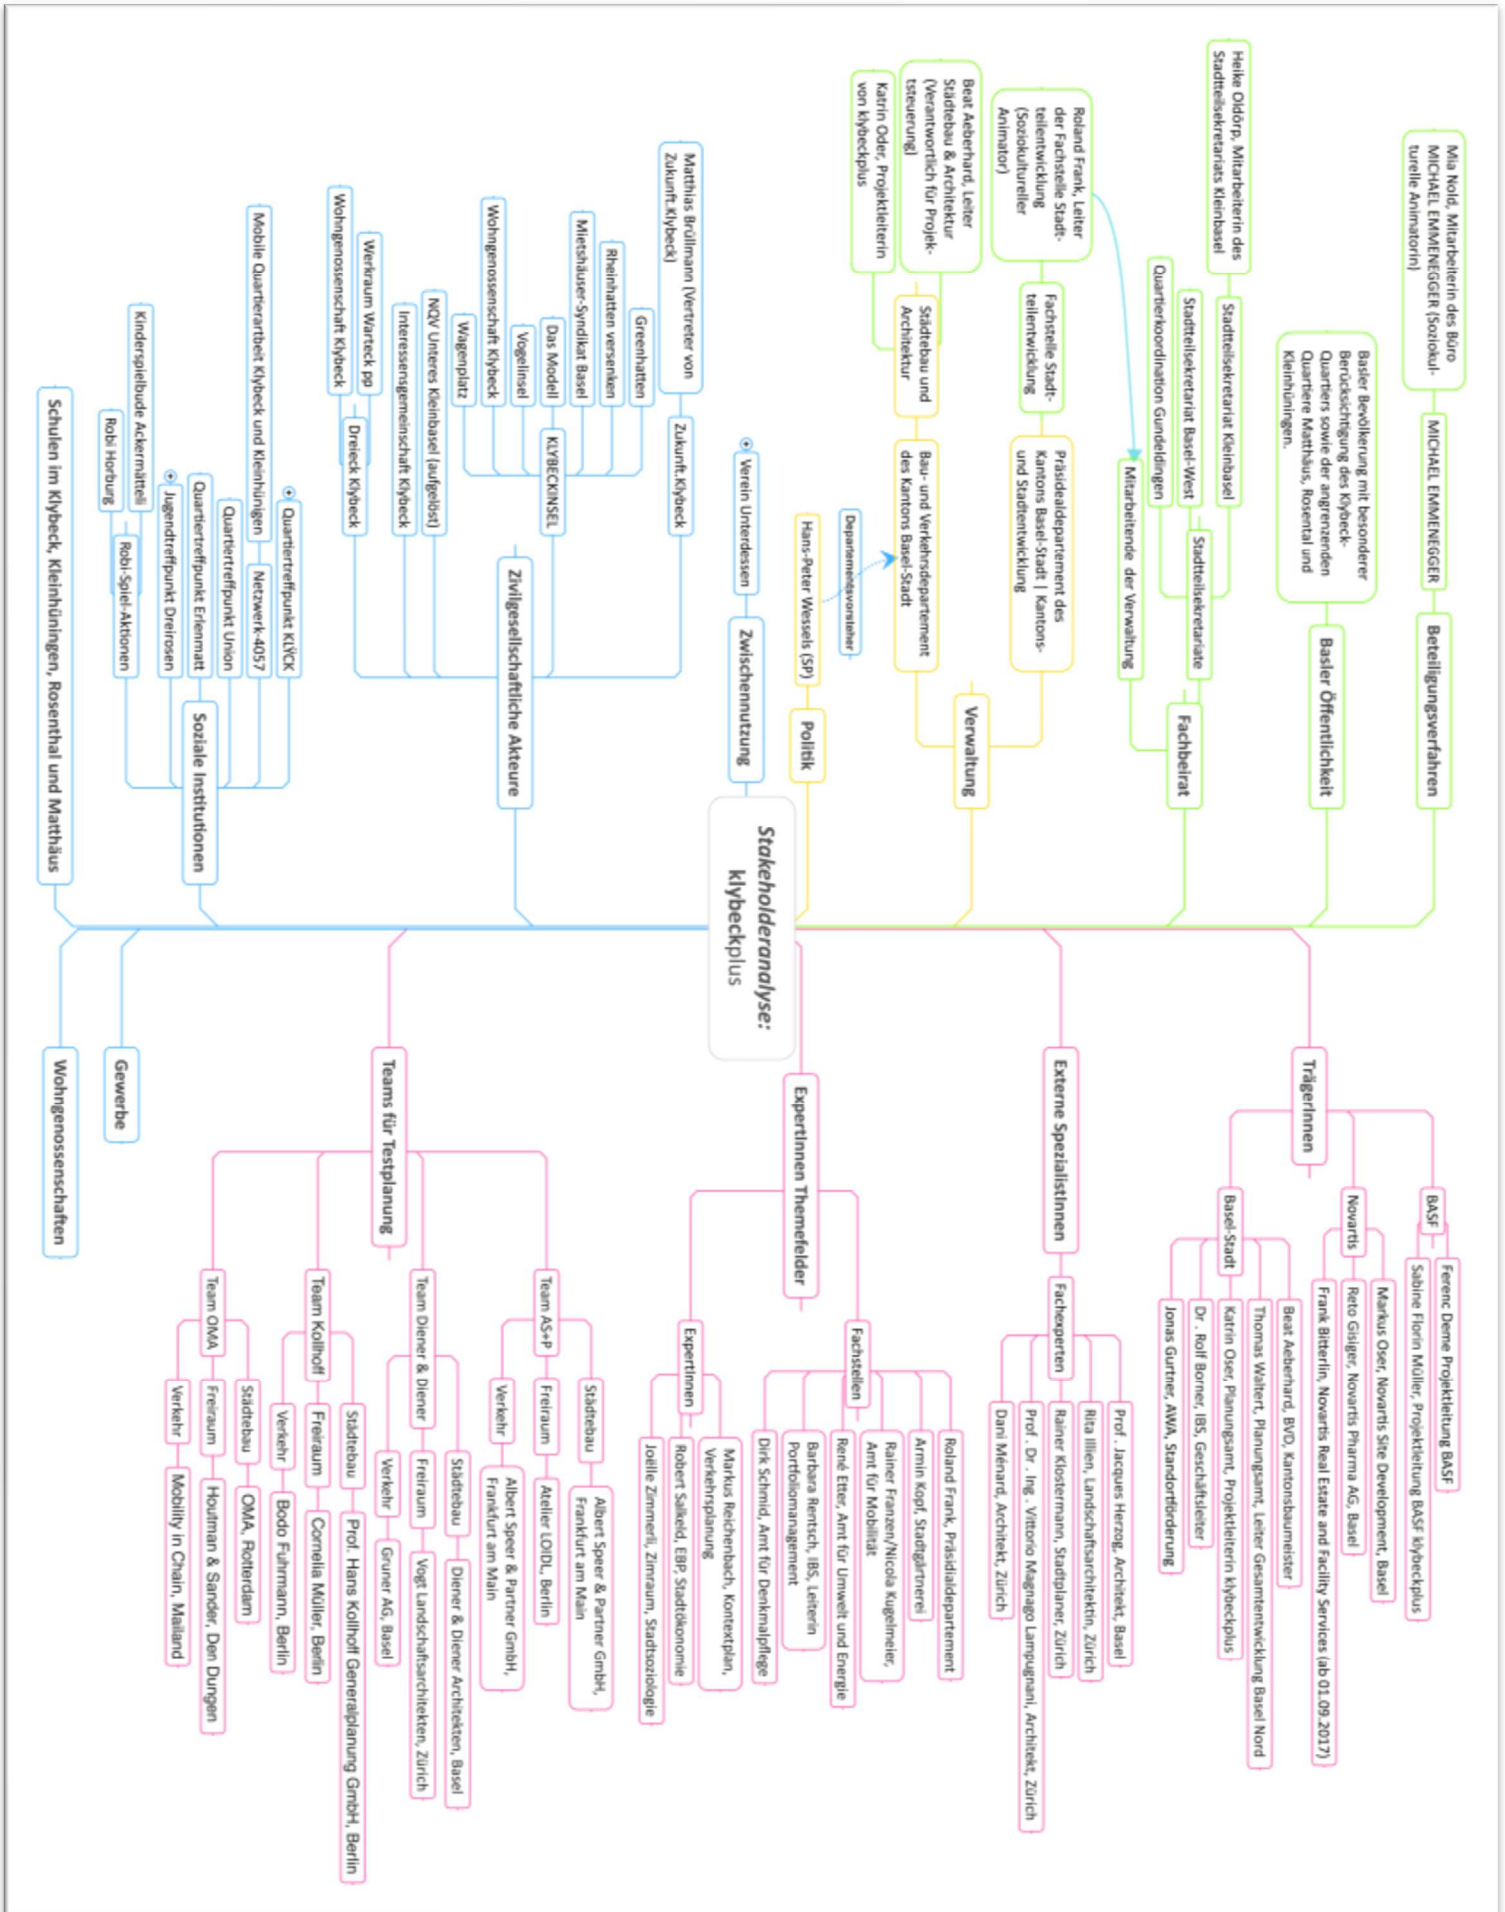 Stakeholderanalyse:
klybeckplus
TrägerInnen
BASF
Ferenc Deme Projektleitung BASF
Sabine Florin Müller, Projektleitung BASF klybeckplus
Novartis
Markus Oser, Novartis Site Development, Basel
Reto Gisiger, Novartis Pharma AG, Basel
Frank Bitterlin, Novartis Real Estate and Facility Services (ab 01.09.2017)
Basel-Stadt
Beat Aeberhard, BVD, Kantonsbaumeister
Thomas Waltert, Planungsamt, Leiter Gesamtentwicklung Basel Nord
Katrin Oser, Planungsamt, Projektleiterin klybeckplus
Dr . Rolf Borner, IBS, Geschäftsleiter
Jonas Gurtner, AWA, Standortförderung
Externe SpezialistInnen
Fachexperten
Prof . Jacques Herzog, Architekt, Basel
Rita Illien, Landschaftsarchitektin, Zürich
Rainer Klostermann, Stadtplaner, Zürich
Prof . Dr . Ing . Vittorio Magnago Lampugnani, Architekt, Zürich
Dani Ménard, Architekt, Zürich
ExpertInnen Themefelder
Fachstellen
Roland Frank, Präsidialdepartement
Armin Kopf, Stadtgärtnerei
Rainer Franzen/Nicola Kugelmeier,
Amt für Mobilität
René Etter, Amt für Umwelt und Energie
Barbara Rentsch, IBS, Leiterin
Portfoliomanagement
Dirk Schmid, Amt für Denkmalpflege
ExpertInnen
Markus Reichenbach, Kontextplan,
Verkehrsplanung
Robert Salkeld, EBP, Stadtökonomie
Joëlle Zimmerli, Zimraum, Stadtsoziologie
Teams für Testplanung
Team AS+P
Städtebau
Albert Speer & Partner GmbH,
Frankfurt am Main
Freiraum
Atelier LOIDL, Berlin
Verkehr
Albert Speer & Partner GmbH,
Frankfurt am Main
Team Diener & Diener
Städtebau
Diener & Diener Architekten, Basel
Freiraum
Vogt Landschaftsarchitekten, Zürich
Verkehr
Gruner AG, Basel
Team Kollhoff
Städtebau
Prof. Hans Kollhoff Generalplanung GmbH, Berlin
Freiraum
Cornelia Müller, Berlin
Verkehr
Bodo Fuhrmann, Berlin
Team OMA
Städtebau
OMA, Rotterdam
Freiraum
Houtman & Sander, Den Dungen
Verkehr
Mobility in Chain, Mailand
Gewerbe
Wohngenossenschaften
Beteiligungsverfahren
MICHAEL EMMENEGGER
Mia Nold, Mitarbeiterin des Büro
MICHAEL EMMENEGGER (Soziokul-
turelle Animatorin)
Basler Öffentlichkeit
Basler Bevölkerung mit besonderer
Berücksichtigung des Klybeck-
Quartiers sowie der angrenzenden
Quartiere Matthäus, Rosental und
Kleinhüningen.
Fachbeirat
Stadtteilsekretariate
Stadtteilsekretariat Kleinbasel
Heike Oldörp, Mitarbeiterin des
Stadtteilsekretariats Kleinbasel
Stadtteilsekretariat Basel-West
Quartierkordination Gundeldingen
Mitarbeitende der Verwaltung
Verwaltung
Präsidealdepartement des
Kantons Basel-Stadt | Kantons-
und Stadtentwicklung
Fachstelle Stadt-
teilentwicklung
Roland Frank, Leiter
der Fachstelle Stadt-
teilentwicklung
(Soziokultureller
Animator)
Bau- und Verkehrsdepartement
des Kantons Basel-Stadt
Städtebau und
Architektur
Beat Aeberhard, Leiter
Städtebau & Architektur
(Verantwortlich für Projek-
tsteuerung)
Katrin Oder, Projektleiterin
von klybeckplus
Departementsvorsteher
Politik
Hans-Peter Wessels (SP)
Zwischennutzung
Verein Unterdessen
Zivilgesellschaftliche Akteure
Zukunft.Klybeck
Matthias Brüllmann (Vertreter von
Zukunft.Klybeck)
KLYBECKINSEL
Greenhatten
Rheinhatten versenken
Mietshäuser-Syndikat Basel
Das Modell
Vogelinsel
Wohngenossenschaft Klybeck
Wagenplatz
NQV Unteres Kleinbasel (aufgelöst)
Interessensgemeinschaft Klybeck
Dreieck Klybeck
Werkraum Warteck pp
Wohngenossenschaft Klybeck
Soziale Institutionen
Quartiertreffpunkt KLŸCK
Netzwerk-4057
Mobile Quartierartbeit Klybeck und Kleinhünigen
Quartiertreffpunkt Union
Quartiertreffpunkt Erlenmatt
Jugendtreffpunkt Dreirosen
Robi-Spiel-Aktionen
Kinderspielbude Ackermätteli
Robi Horburg
Schulen im Klybeck, Kleinhüningen, Rosenthal und Matthäus